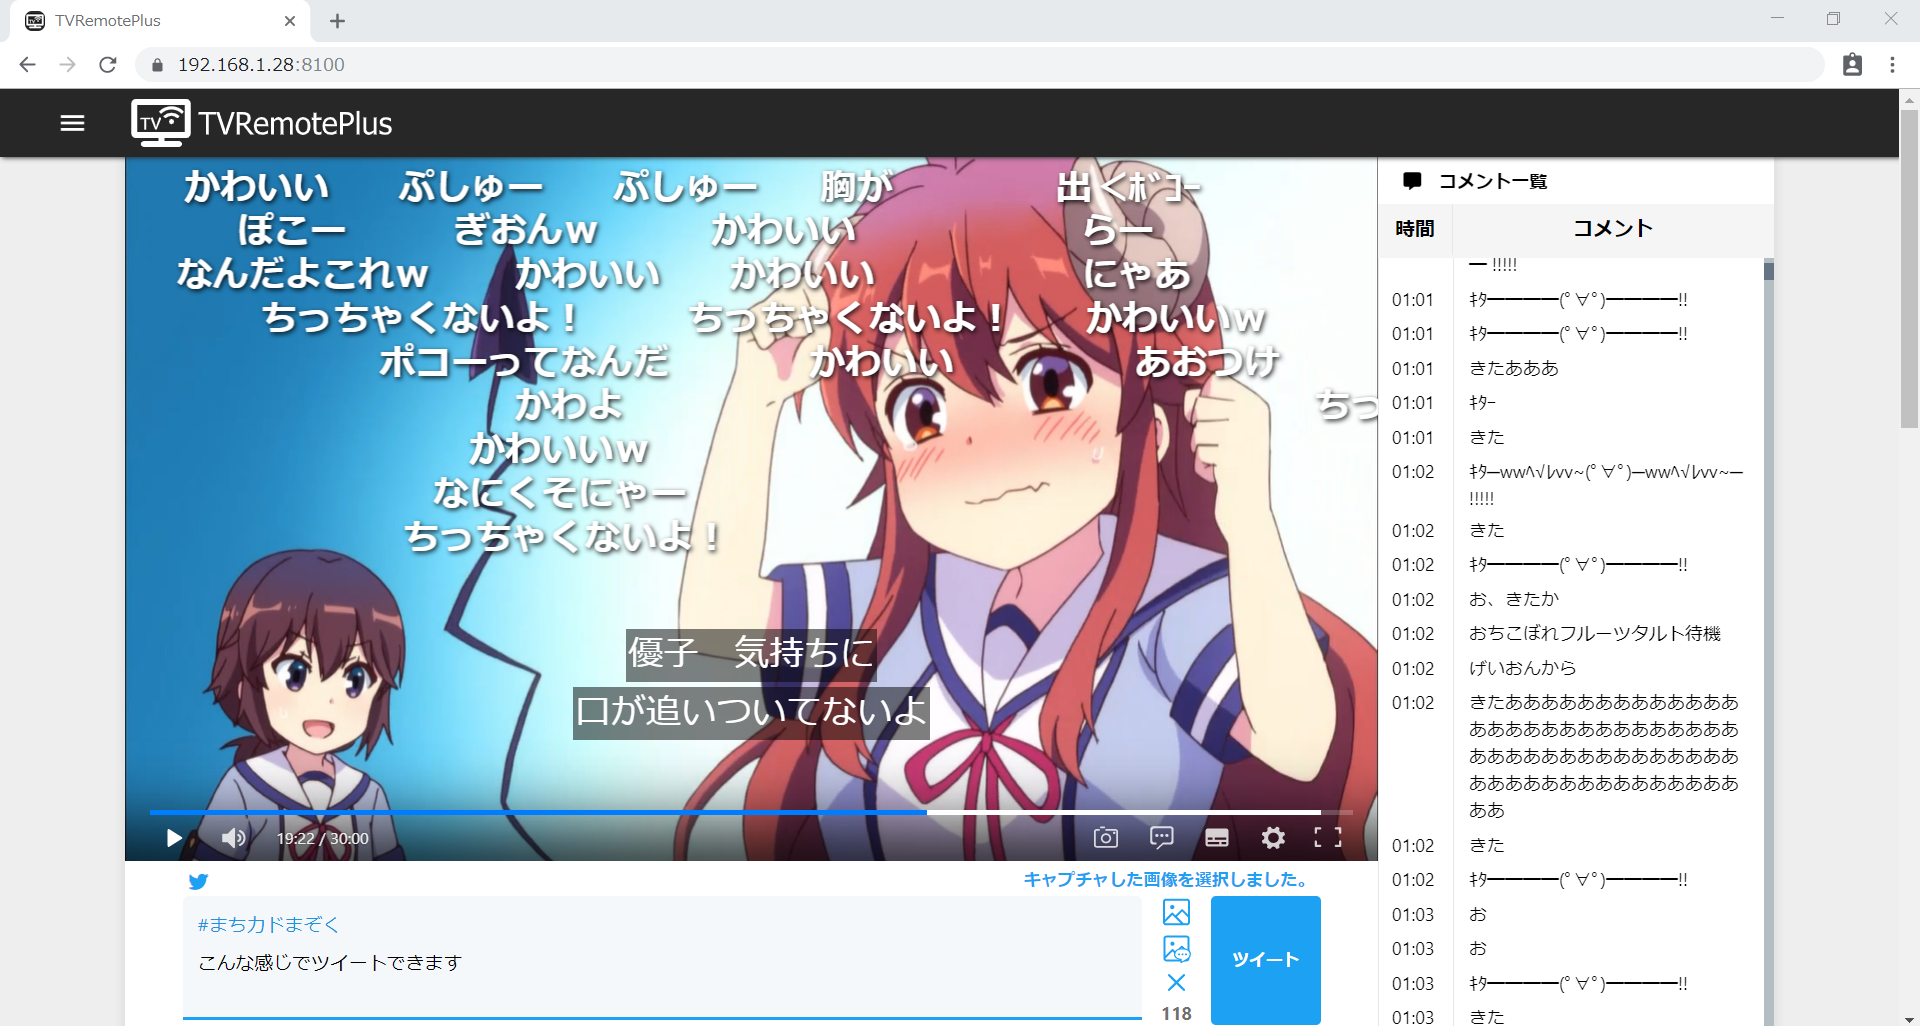 TVRemotePlus
192.168.1.28:8100
TV TVRemotePlus
かわいい ぷしゅー ぷしゅー 胸が 出くﾎﾞｺｰ
ぽこー ぎおんw かわいい らー
なんだよこれw かわいい かわいい にゃあ
ちっちゃくないよ！ ちっちゃくないよ！ かわいいw
ポコーってなんだ かわいい あおつけ
かわよ ちっ
かわいいw
なにくそにゃー
ちっちゃくないよ！
優子　気持ちに
口が追いついてないよ
19:22 / 30:00
キャプチャした画像を選択しました。
#まち力ドまぞく
こんな感じでツイートできます
ツイート
118
コメント一覧
時間 コメント
ー !!!!!
01:01 ｷﾀ━━━━(ﾟ∀ﾟ)━━━━!!
01:01 ｷﾀ━━━━(ﾟ∀ﾟ)━━━━!!
01:01 きたあああ
01:01 ｷﾀｰ
01:01 きた
01:02 ｷﾀ─wwﾍ√ﾚvv~(ﾟ∀ﾟ)─wwﾍ√ﾚvv~─
!!!!!
01:02 きた
01:02 ｷﾀ━━━━(ﾟ∀ﾟ)━━━━!!
01:02 お、きたか
01:02 おちこぼれフルーツタルト待機
01:02 げいおんから
01:02 きたあああああああああああああ
あああああああああああああああ
あああああああああああああああ
あああああああああああああああ
ああ
01:02 きた
01:02 ｷﾀ━━━━(ﾟ∀ﾟ)━━━━!!
01:03 お
01:03 お
01:03 ｷﾀ━━━━(ﾟ∀ﾟ)━━━━!!
01:03 きた